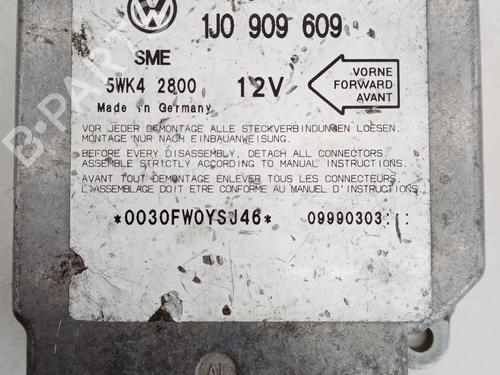 VW
1J0 909 609
SME
5WK4 2800
12V
VORNE
FORWARD
AVANT
Made in Germany
VOR JEDER DEMONTAGE ALLE STECKVERBINDUNGEN LOESEN.
MONTAGE NUR NACH EINBAUANWEISUNG.
BEFORE EVERY DISASSEMBLY, DETACH ALL CONNECTORS.
ASSEMBLE STRICTLY ACCORDING TO MANUAL INSTRUCTIONS.
AVANT TOUT DEMONTAGE ENLEVER TOUS LES CONNECTEURS.
L'ASSEMBLAGE DOIT ETRE CONFORME AU MANUEL D'INSTRUCTIONS.
*0030FW0YSJ46*
09990303
B-PARTS